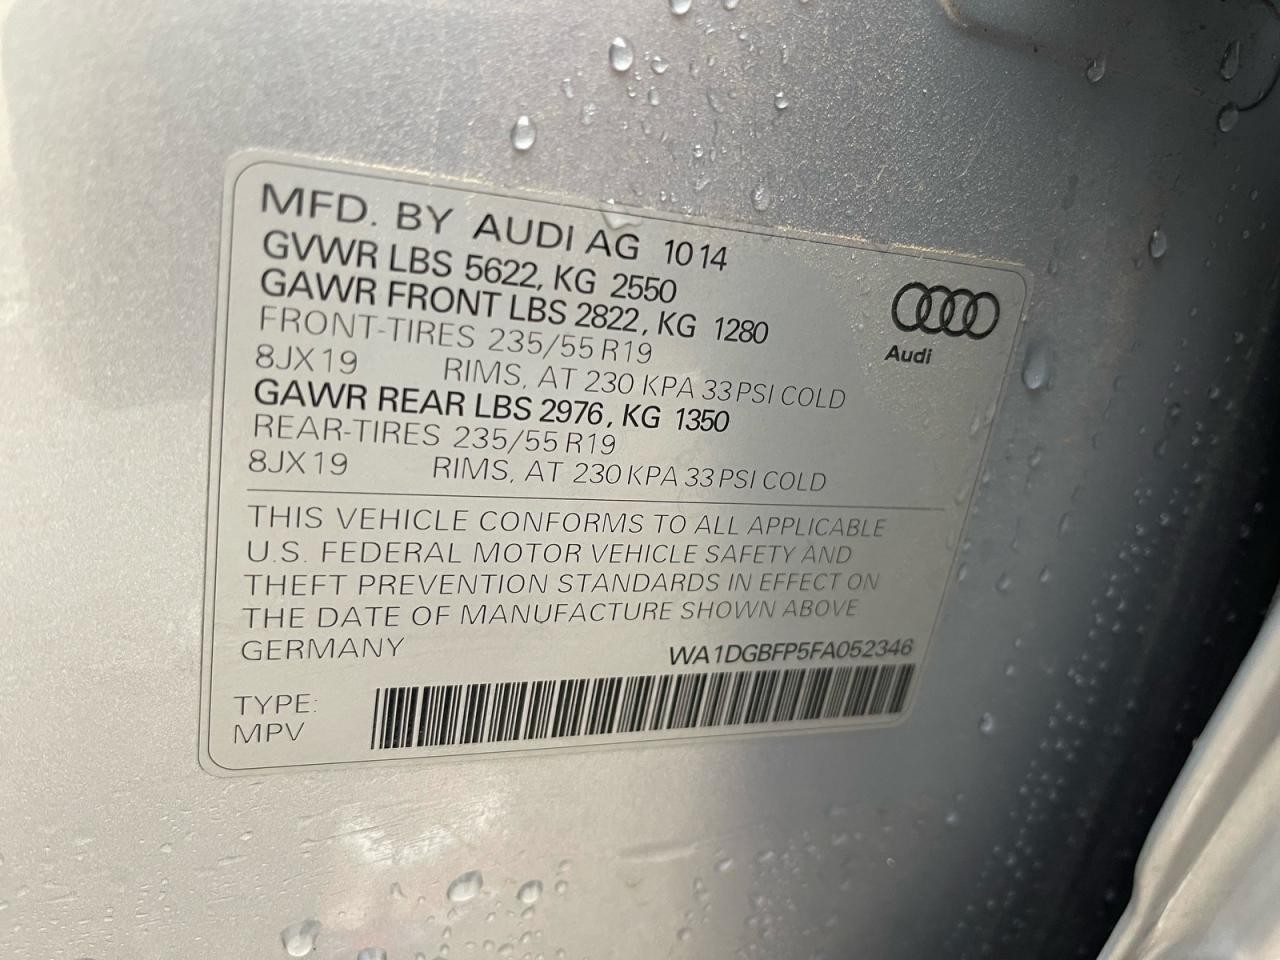 MFD. BY AUDI AG 1014
GVWR LBS 5622, KG 2550
GAWR FRONT LBS 2822, KG 1280
FRONT-TIRES 235/55 R19
8JX19 RIMS, AT 230 KPA 33 PSI COLD
GAWR REAR LBS 2976, KG 1350
REAR-TIRES 235/55 R19
8JX19 RIMS, AT 230 KPA 33 PSI COLD
Audi
THIS VEHICLE CONFORMS TO ALL APPLICABLE
U.S. FEDERAL MOTOR VEHICLE SAFETY AND
THEFT PREVENTION STANDARDS IN EFFECT ON
THE DATE OF MANUFACTURE SHOWN ABOVE
GERMANY WA1DGBFP5FA052346
TYPE:
MPV